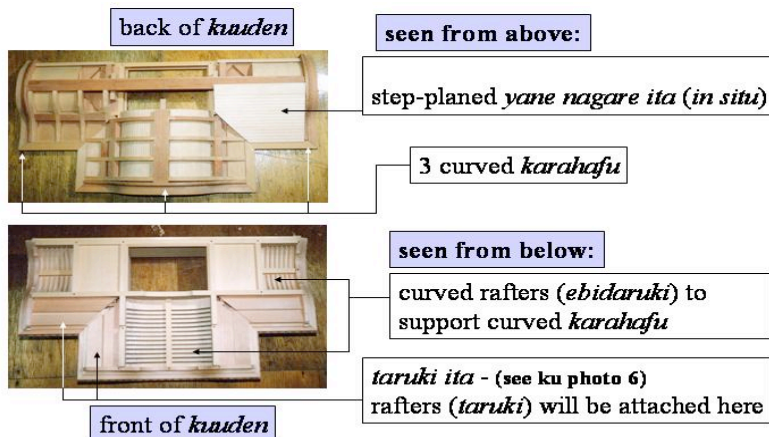 back of kuuden
seen from above:
step-planed yane nagare ita (in situ)
3 curved karahafu
seen from below:
curved rafters (ebidaruki) to
support curved karahafu
taruki ita - (see ku photo 6)
rafters (taruki) will be attached here
front of kuuden